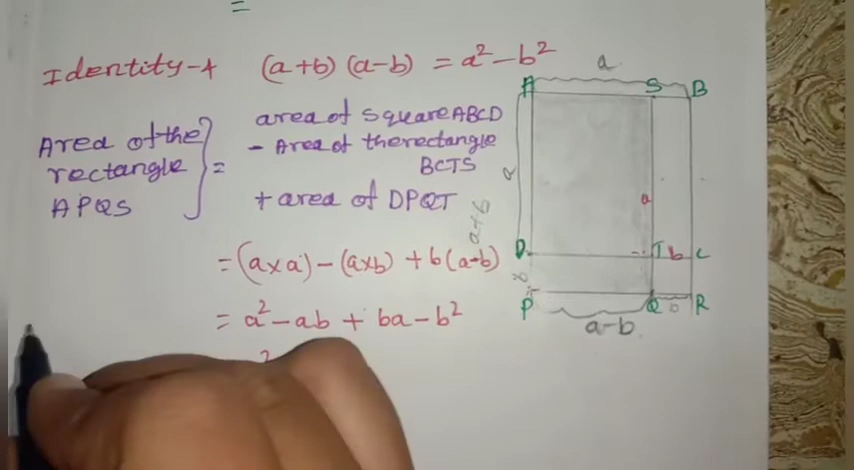 =
Identity-4 (a+b) (a-b) = a² - b²
Area of the rectangle APQS } = area of square ABCD
- Area of the rectangle BCTS
+ area of DPQT
= (a×a) - (a×b) + b(a-b)
= a² - ab + ba - b²
2
a
A S B
a
a
a+b
D T b C
b
P Q b R
a-b